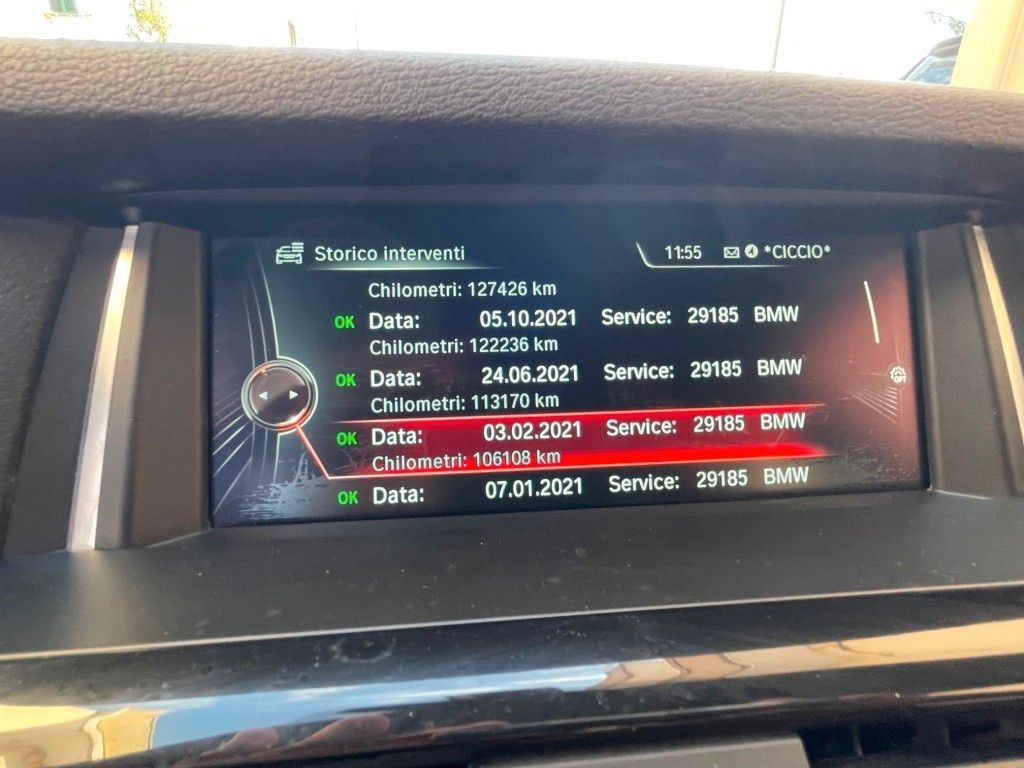 Storico interventi 11:55 *CICCIO*
Chilometri: 127426 km
OK Data: 05.10.2021 Service: 29185 BMW
Chilometri: 122236 km
OK Data: 24.06.2021 Service: 29185 BMW
Chilometri: 113170 km
OK Data: 03.02.2021 Service: 29185 BMW
Chilometri: 106108 km
OK Data: 07.01.2021 Service: 29185 BMW